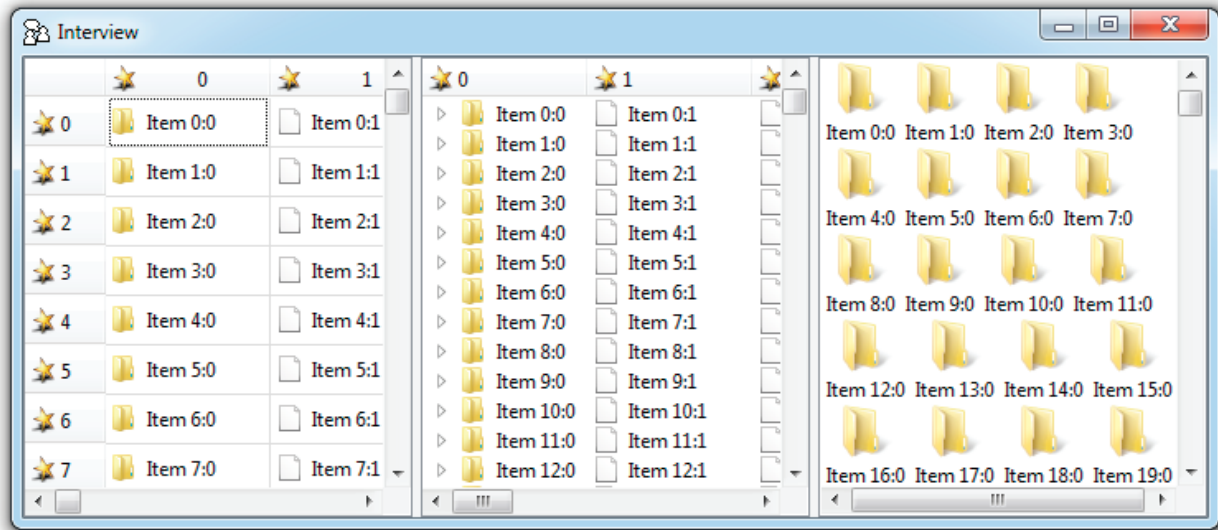 Interview
0 1
0 Item 0:0 Item 0:1
1 Item 1:0 Item 1:1
2 Item 2:0 Item 2:1
3 Item 3:0 Item 3:1
4 Item 4:0 Item 4:1
5 Item 5:0 Item 5:1
6 Item 6:0 Item 6:1
7 Item 7:0 Item 7:1
0 1
Item 0:0 Item 0:1
Item 1:0 Item 1:1
Item 2:0 Item 2:1
Item 3:0 Item 3:1
Item 4:0 Item 4:1
Item 5:0 Item 5:1
Item 6:0 Item 6:1
Item 7:0 Item 7:1
Item 8:0 Item 8:1
Item 9:0 Item 9:1
Item 10:0 Item 10:1
Item 11:0 Item 11:1
Item 12:0 Item 12:1
Item 0:0 Item 1:0 Item 2:0 Item 3:0
Item 4:0 Item 5:0 Item 6:0 Item 7:0
Item 8:0 Item 9:0 Item 10:0 Item 11:0
Item 12:0 Item 13:0 Item 14:0 Item 15:0
Item 16:0 Item 17:0 Item 18:0 Item 19:0